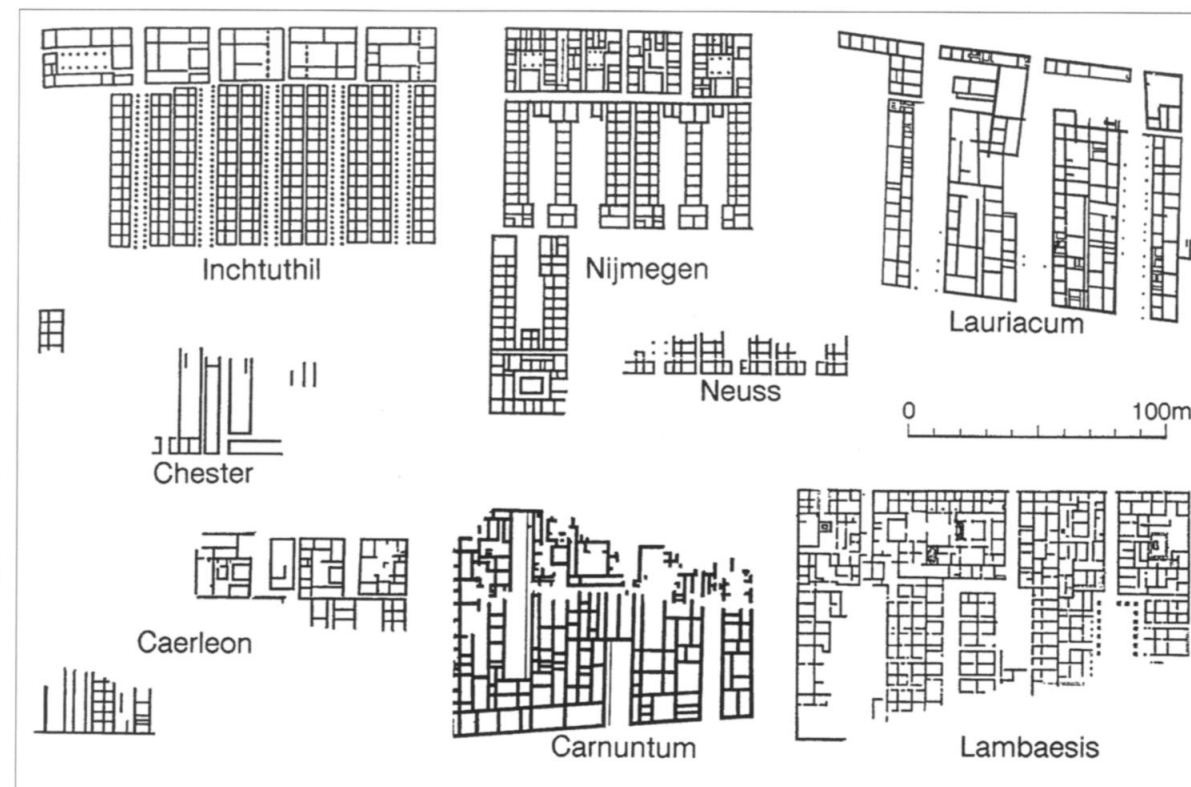 Inchtuthil
Nijmegen
Lauriacum
Neuss
0 100m
Chester
Caerleon
Carnuntum
Lambaesis